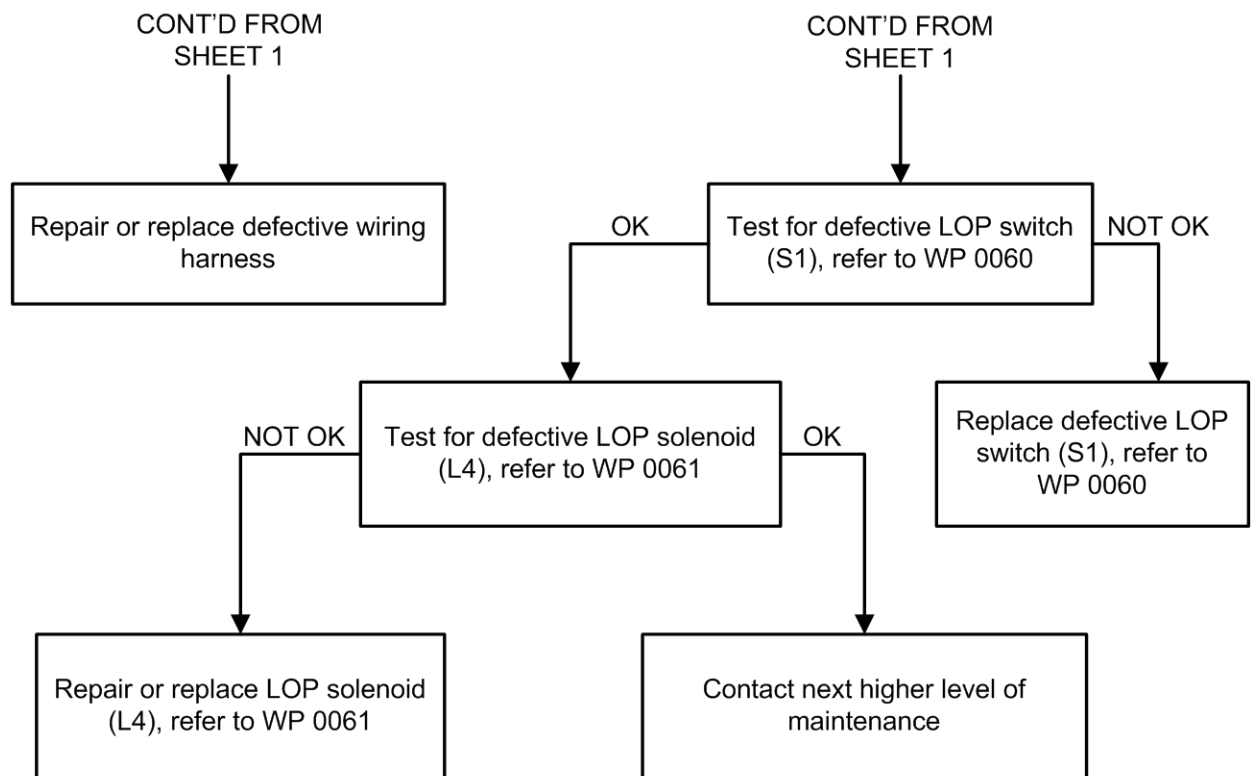 CONT’D FROM
SHEET 1
CONT’D FROM
SHEET 1
Repair or replace defective wiring
harness
OK
Test for defective LOP switch
(S1), refer to WP 0060
NOT OK
NOT OK
Test for defective LOP solenoid
(L4), refer to WP 0061
OK
Replace defective LOP
switch (S1), refer to
WP 0060
Repair or replace LOP solenoid
(L4), refer to WP 0061
Contact next higher level of
maintenance